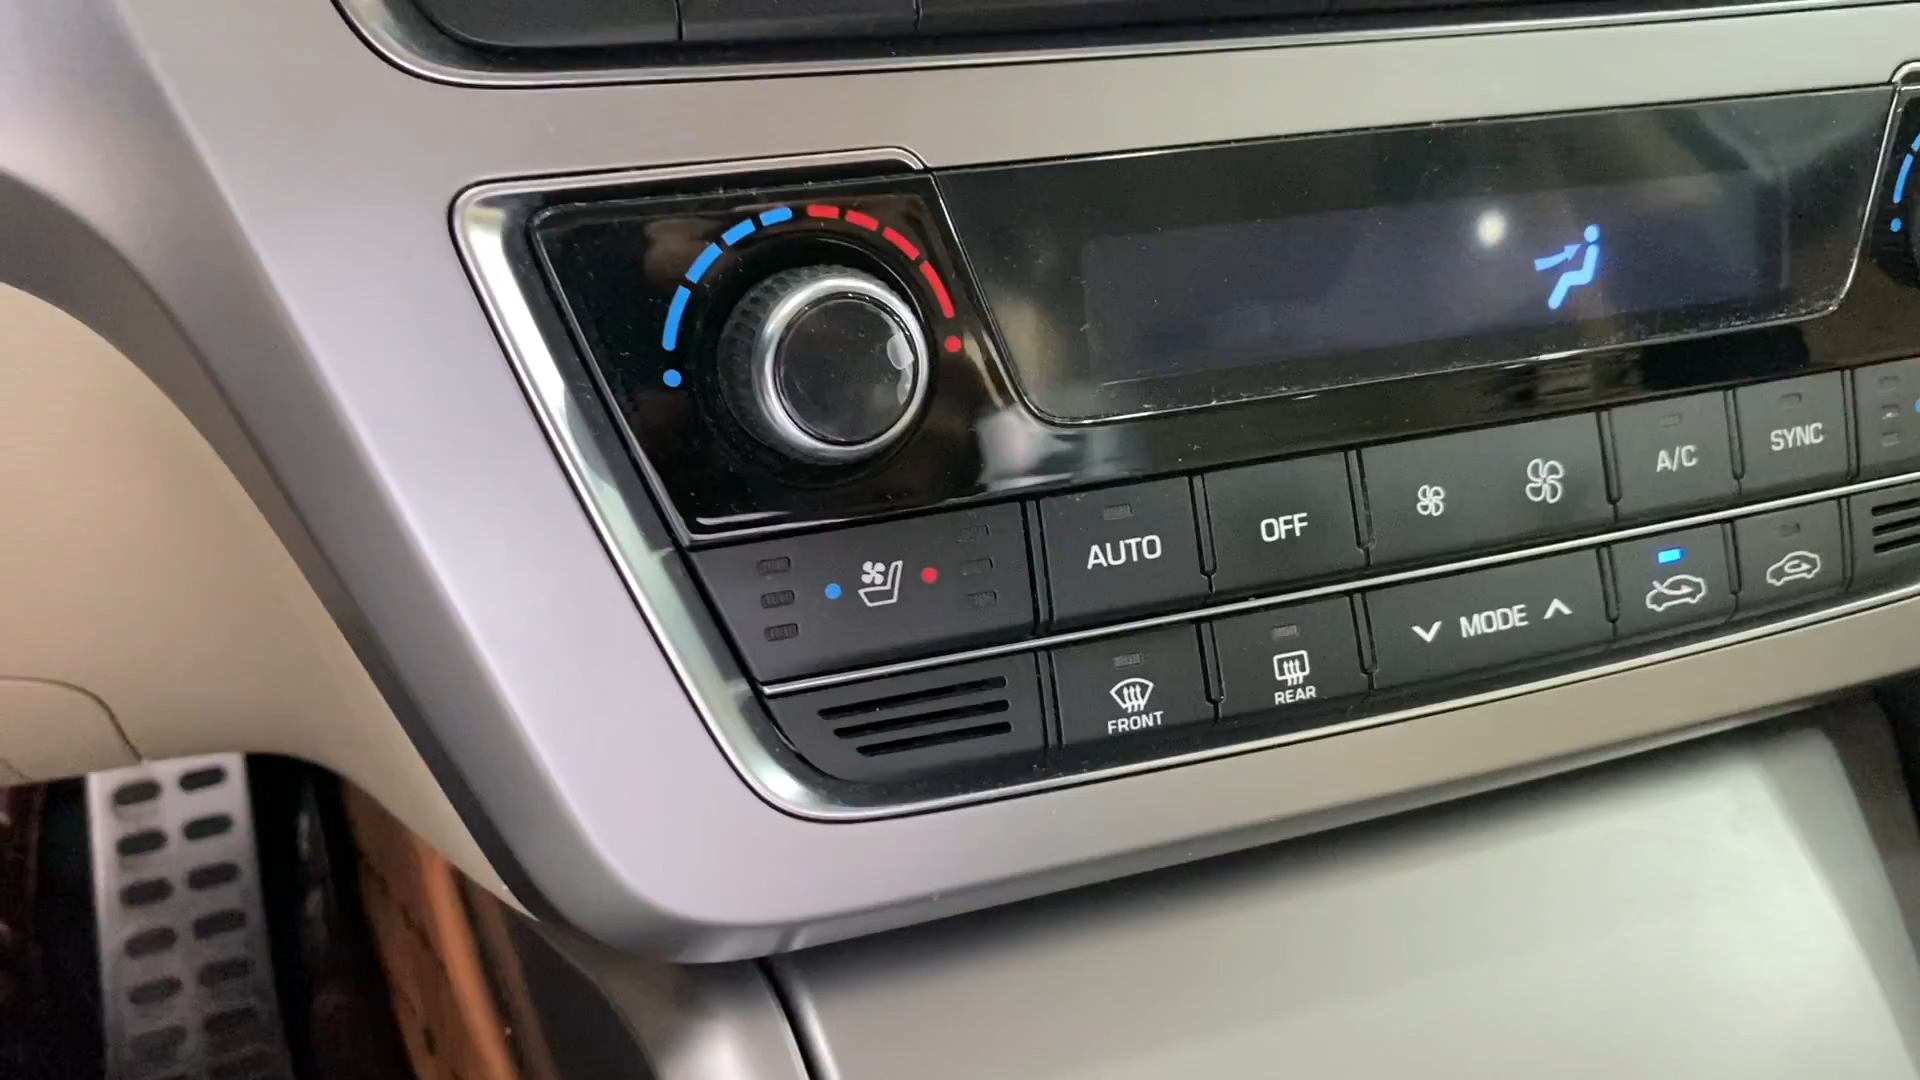 A/C
SYNC
AUTO
OFF
MODE
FRONT
REAR